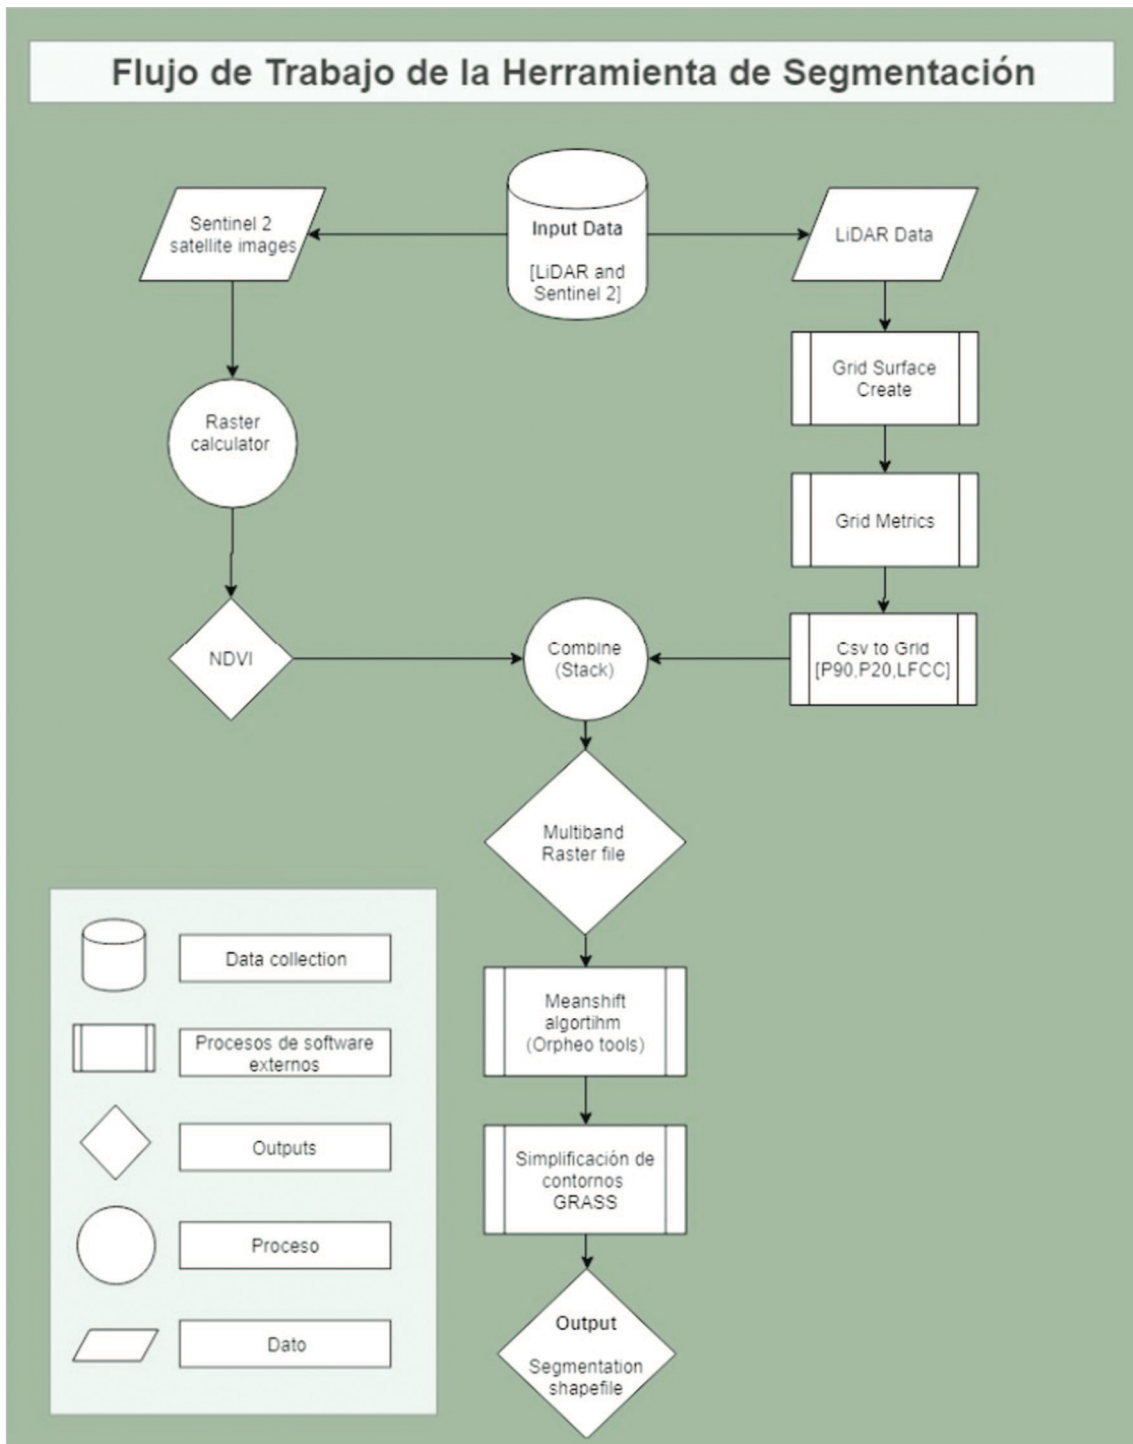 Flujo de Trabajo de la Herramienta de Segmentación
Sentinel 2
satellite images
Input Data
[LiDAR and
Sentinel 2]
LiDAR Data
Grid Surface
Create
Raster
calculator
Grid Metrics
NDVI
Combine
(Stack)
Csv to Grid
[P90,P20,LFCC]
Multiband
Raster file
Meanshift
algortihm
(Orpheo tools)
Simplificación de
contornos
GRASS
Output
Segmentation
shapefile
Data collection
Procesos de software
externos
Outputs
Proceso
Dato